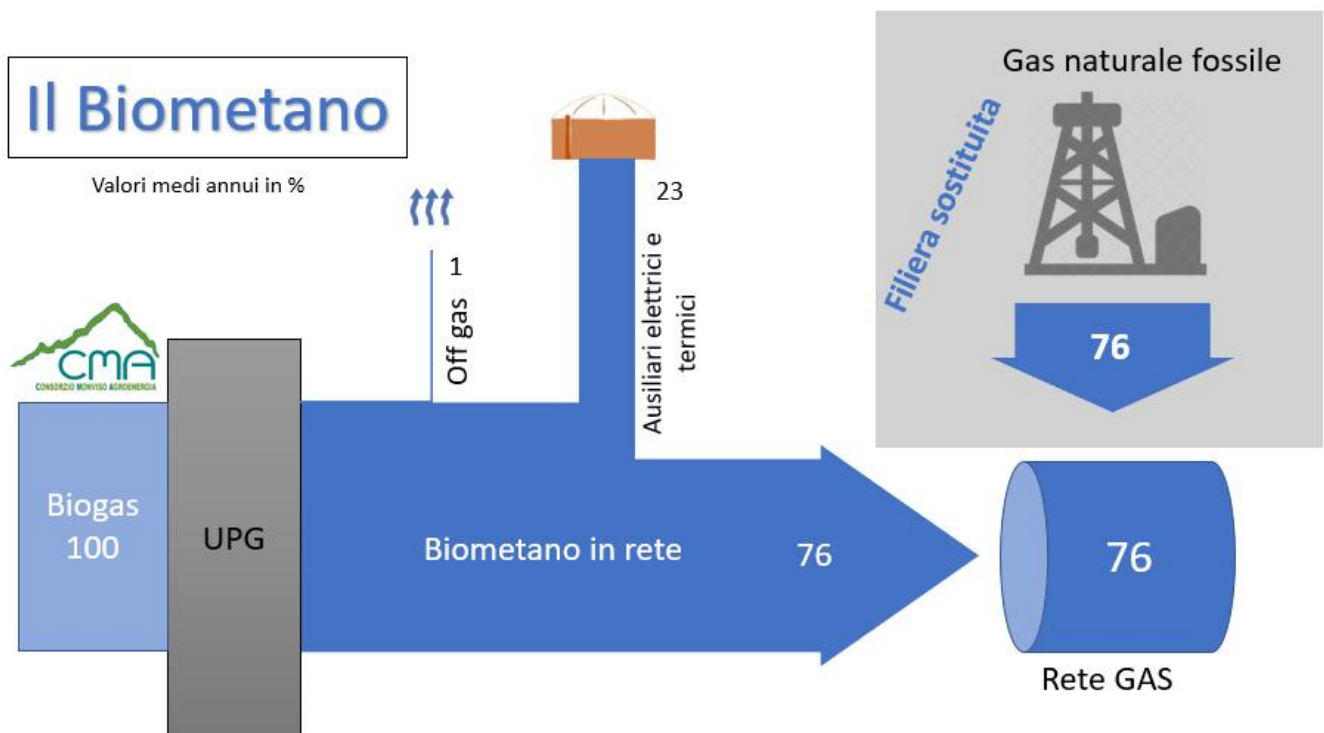 Il Biometano
Valori medi annui in %
CMA
CONSORZIO MONVISO AGROENERGIA
Biogas
100
UPG
1
Off gas
23
Ausiliari elettrici e
termici
Biometano in rete
76
Gas naturale fossile
Filiera sostituita
76
76
Rete GAS